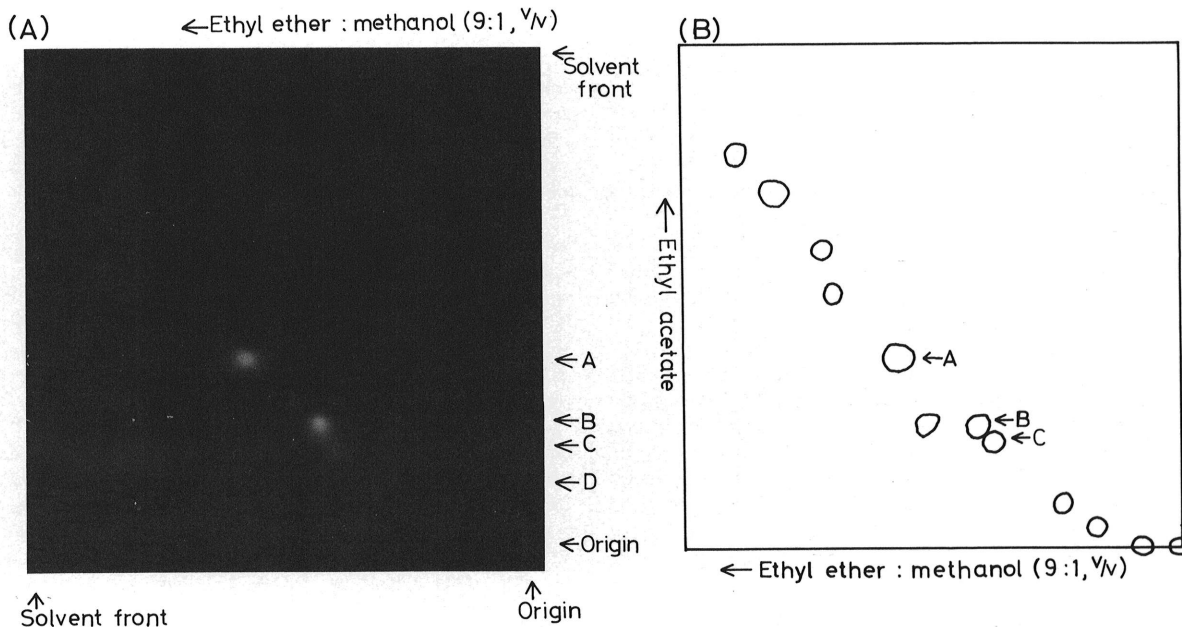 (A)
←Ethyl ether : methanol (9:1, v/v)
←Solvent
front
←A
←B
←C
←D
←Origin
↑
Solvent front
↑
Origin
(B)
←Ethyl acetate
←A
←B
←C
← Ethyl ether : methanol (9:1, v/v)